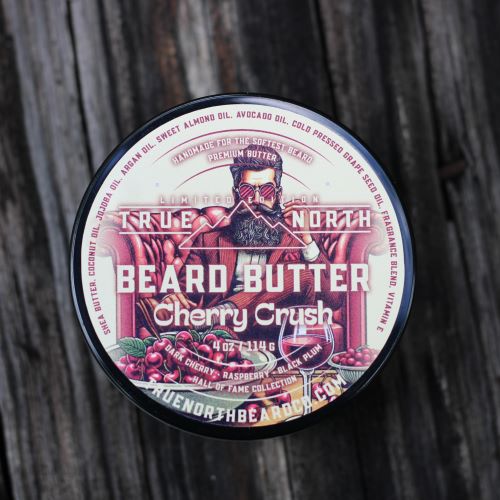 SHEA BUTTER, COCONUT OIL, JOJOBA OIL, ARGAN OIL, SWEET ALMOND OIL, AVOCADO OIL, COLD PRESSED GRAPE SEED OIL, FRAGRANCE BLEND, VITAMIN E
HANDMADE FOR THE SOFTEST BEARD
PREMIUM BUTTER
LIMITED EDITION
TRUE NORTH
BEARD BUTTER
Cherry Crush
4 OZ / 114 G
DARK CHERRY - RASPBERRY - BLACK PLUM
HALL OF FAME COLLECTION
TRUENORTHBEARDCO.COM